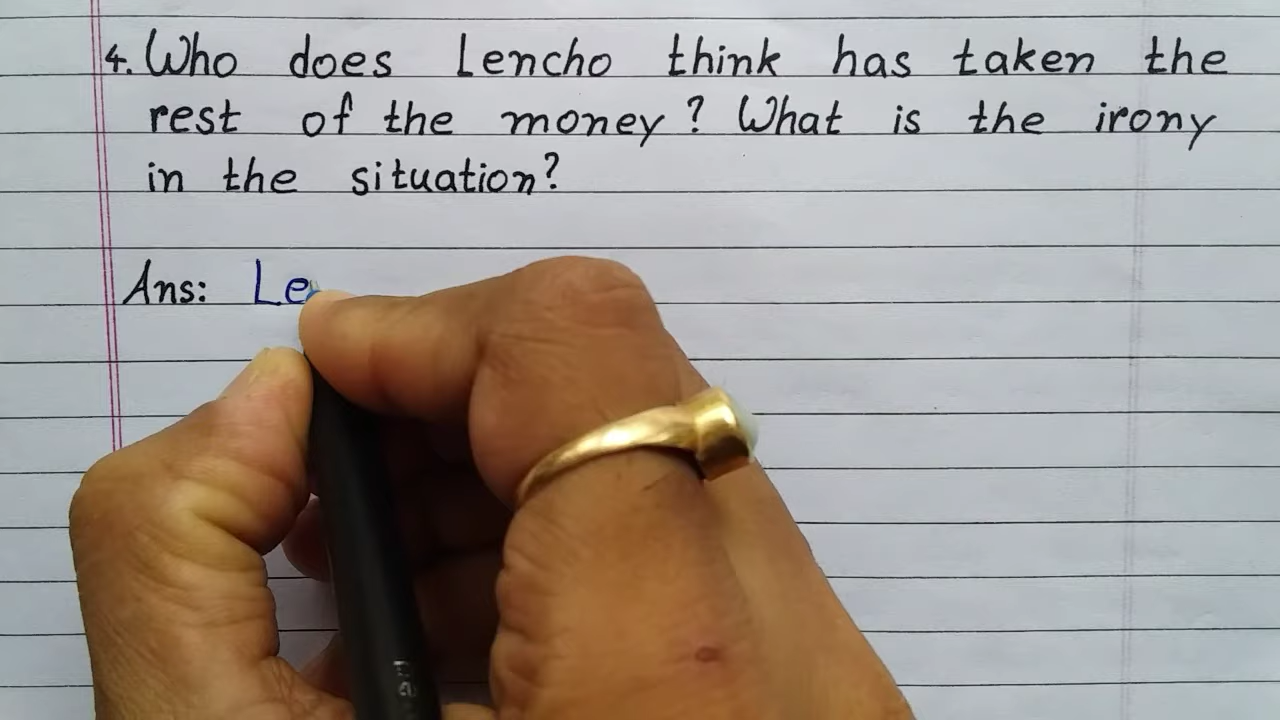 4. Who does Lencho think has taken the
rest of the money? What is the irony
in the situation?
Ans: Le